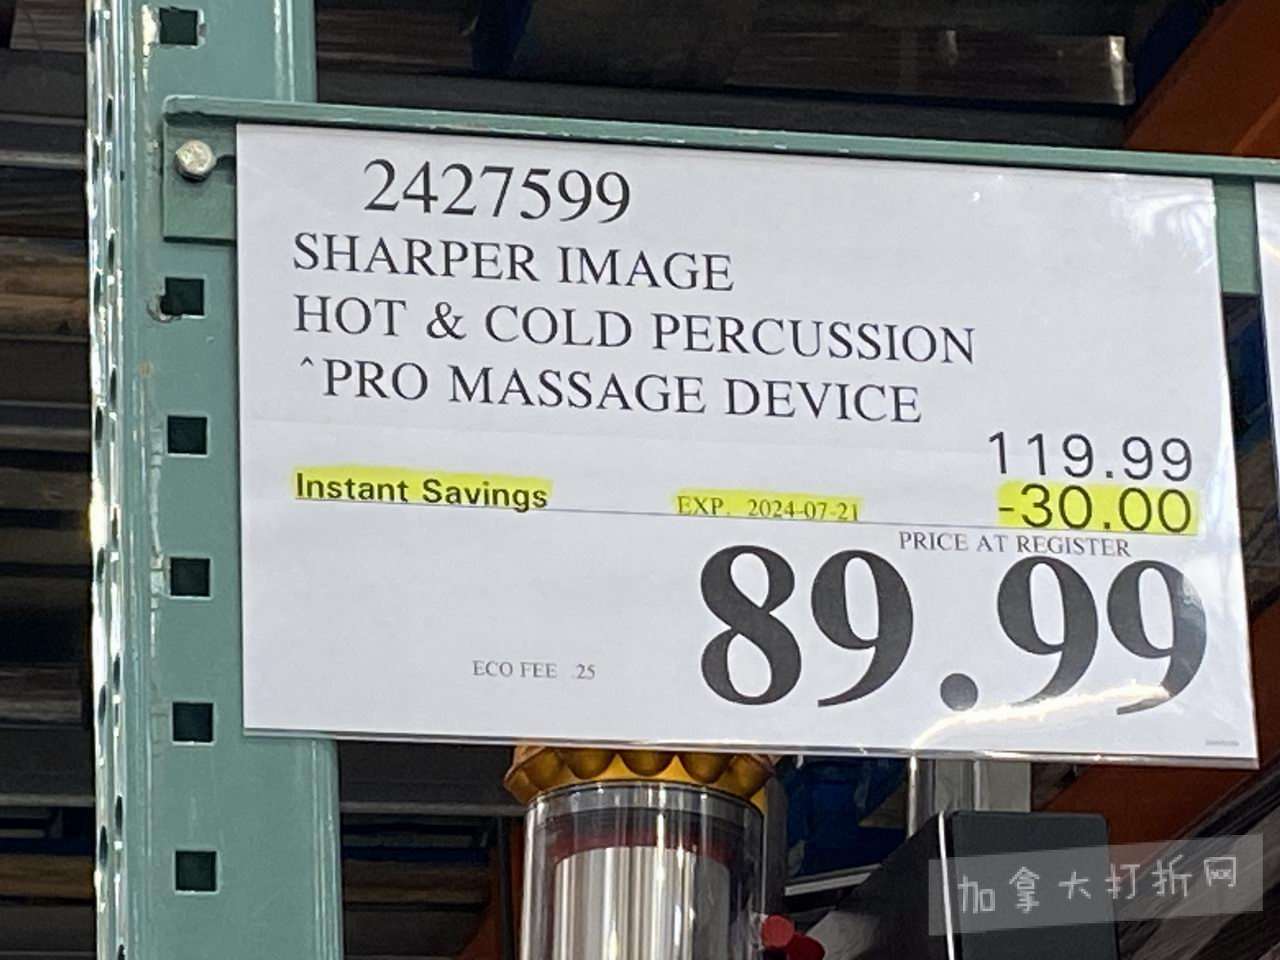 2427599
SHARPER IMAGE
HOT & COLD PERCUSSION
^PRO MASSAGE DEVICE
119.99
Instant Savings EXP. 2024-07-21 -30.00
PRICE AT REGISTER
89.99
ECO FEE .25
加拿大打折网